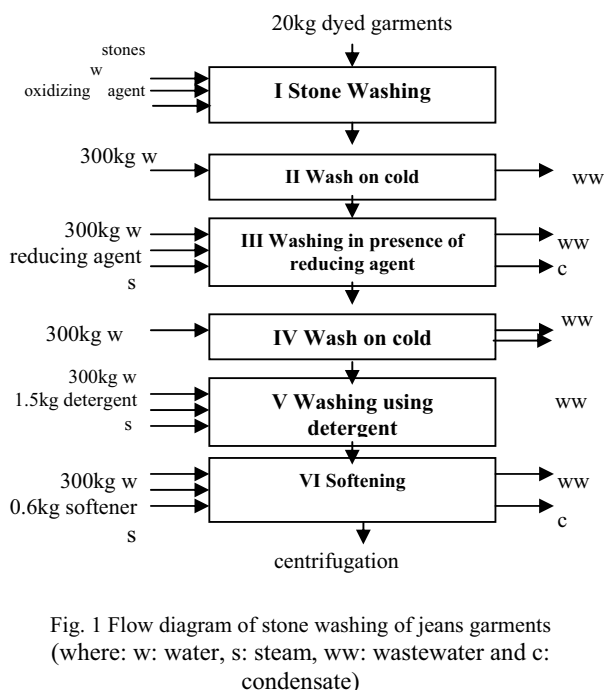 20kg dyed garments
stones
w
oxidizing agent
I Stone Washing
300kg w
II Wash on cold
ww
300kg w
reducing agent
s
III Washing in presence of
reducing agent
ww
c
300kg w
IV Wash on cold
ww
300kg w
1.5kg detergent
s
V Washing using
detergent
ww
300kg w
0.6kg softener
s
VI Softening
ww
c
centrifugation
Fig. 1 Flow diagram of stone washing of jeans garments
(where: w: water, s: steam, ww: wastewater and c:
condensate)